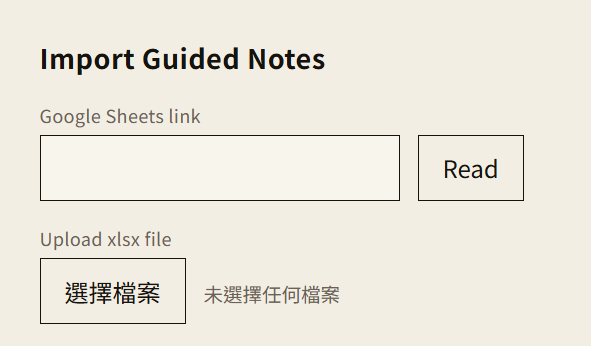 Import Guided Notes
Google Sheets link
Read
Upload xlsx file
選擇檔案 未選擇任何檔案